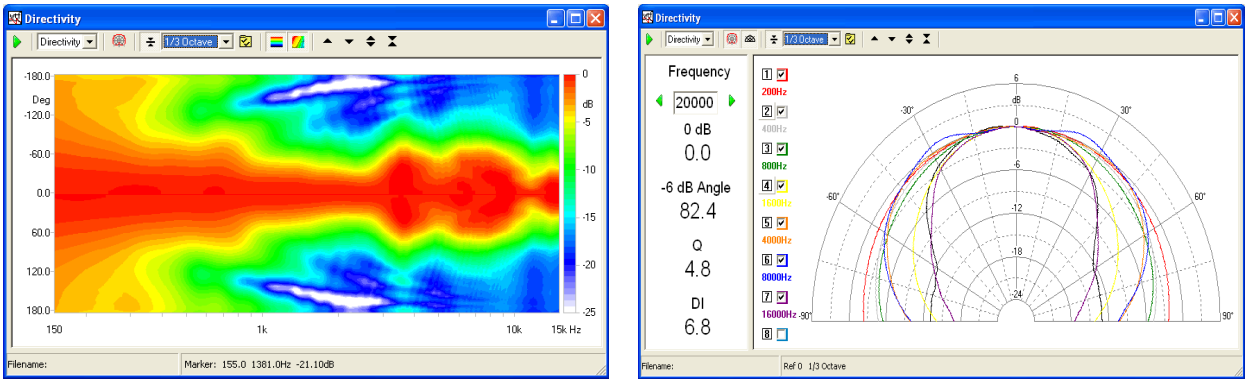 Directivity
Directivity 1/3 Octave
-180.0
Deg
-120.0
-60.0
0.0
60.0
120.0
180.0
150 1k 10k 15k Hz
0
dB
-5
-10
-15
-20
-25
Filename: Marker: 155.0 1381.0Hz -21.10dB
Directivity
Directivity 1/3 Octave
Frequency
20000
0 dB
0.0
-6 dB Angle
82.4
Q
4.8
DI
6.8
1
200Hz
2
400Hz
3
800Hz
4
1600Hz
5
4000Hz
6
8000Hz
7
16000Hz
8
6
dB
0
-6
-12
-18
-24
-90°
-60°
-30°
30°
60°
90°
Filename: Ref 0 1/3 Octave